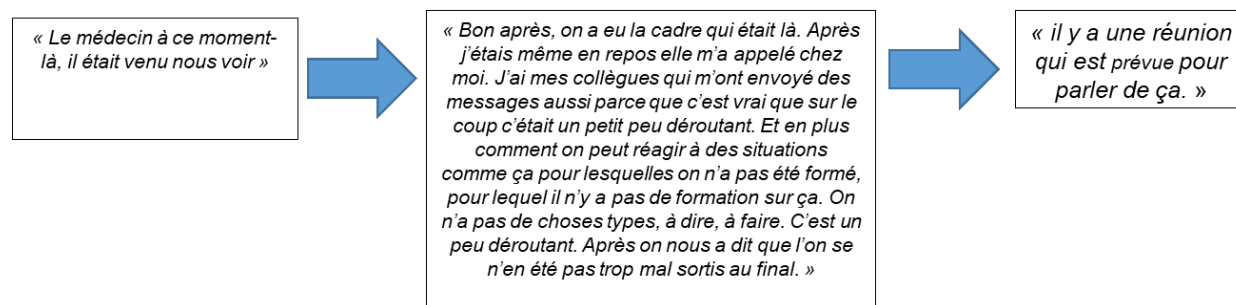 « Le médecin à ce moment-
là, il était venu nous voir »
« Bon après, on a eu la cadre qui était là. Après
j’étais même en repos elle m’a appelé chez
moi. J’ai mes collègues qui m’ont envoyé des
messages aussi parce que c’est vrai que sur le
coup c’était un petit peu déroutant. Et en plus
comment on peut réagir à des situations
comme ça pour lesquelles on n’a pas été formé,
pour lequel il n’y a pas de formation sur ça. On
n’a pas de choses types, à dire, à faire. C’est un
peu déroutant. Après on nous a dit que l’on se
n’en été pas trop mal sortis au final. »
« il y a une réunion
qui est prévue pour
parler de ça. »